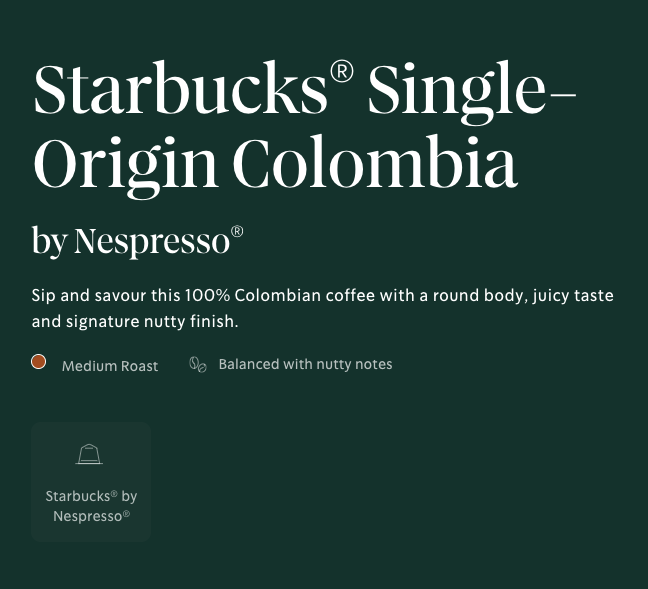 Starbucks® Single-
Origin Colombia
by Nespresso®
Sip and savour this 100% Colombian coffee with a round body, juicy taste
and signature nutty finish.
Medium Roast
Balanced with nutty notes
Starbucks® by
Nespresso®